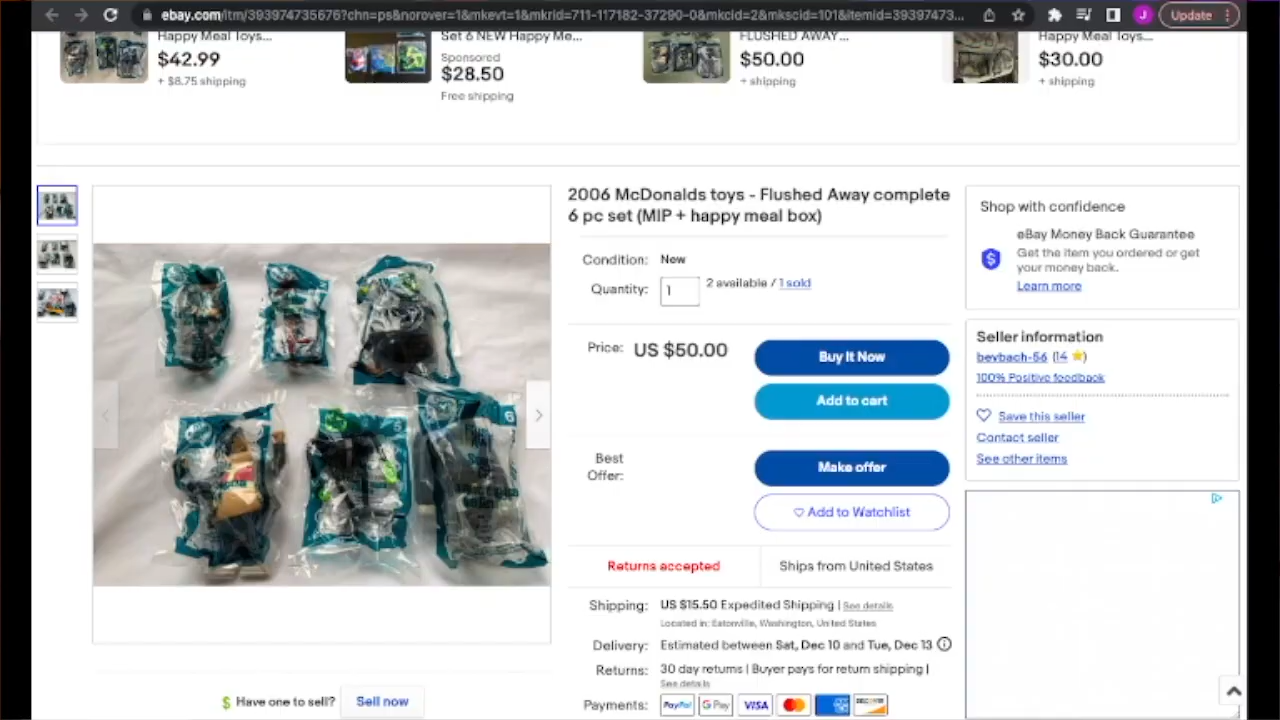 ebay.com/itm/393974735676?chn=ps&norover=1&mkevt=1&mkrid=711-117182-37290-0&mkcid=2&mkscid=101&itemid=39397473...
J
Update
Happy Meal Toys...
$42.99
+ $8.75 shipping
Set 6 NEW Happy Me...
Sponsored
$28.50
Free shipping
FLUSHED AWAY...
$50.00
+ shipping
Happy Meal Toys...
$30.00
+ shipping
2006 McDonalds toys - Flushed Away complete
6 pc set (MIP + happy meal box)
Condition: New
Quantity: 1 2 available / 1 sold
Price: US $50.00
Buy It Now
Add to cart
Best
Offer:
Make offer
Add to Watchlist
Returns accepted
Ships from United States
Shipping: US $15.50 Expedited Shipping | See details
Located in: Eatonville, Washington, United States
Delivery: Estimated between Sat, Dec 10 and Tue, Dec 13
Returns: 30 day returns | Buyer pays for return shipping |
See details
Payments: PayPal G Pay VISA DISCOVER
Shop with confidence
eBay Money Back Guarantee
Get the item you ordered or get
your money back.
Learn more
Seller information
bevbach-56 (14)
100% Positive feedback
Save this seller
Contact seller
See other items
5
6
Have one to sell? Sell now